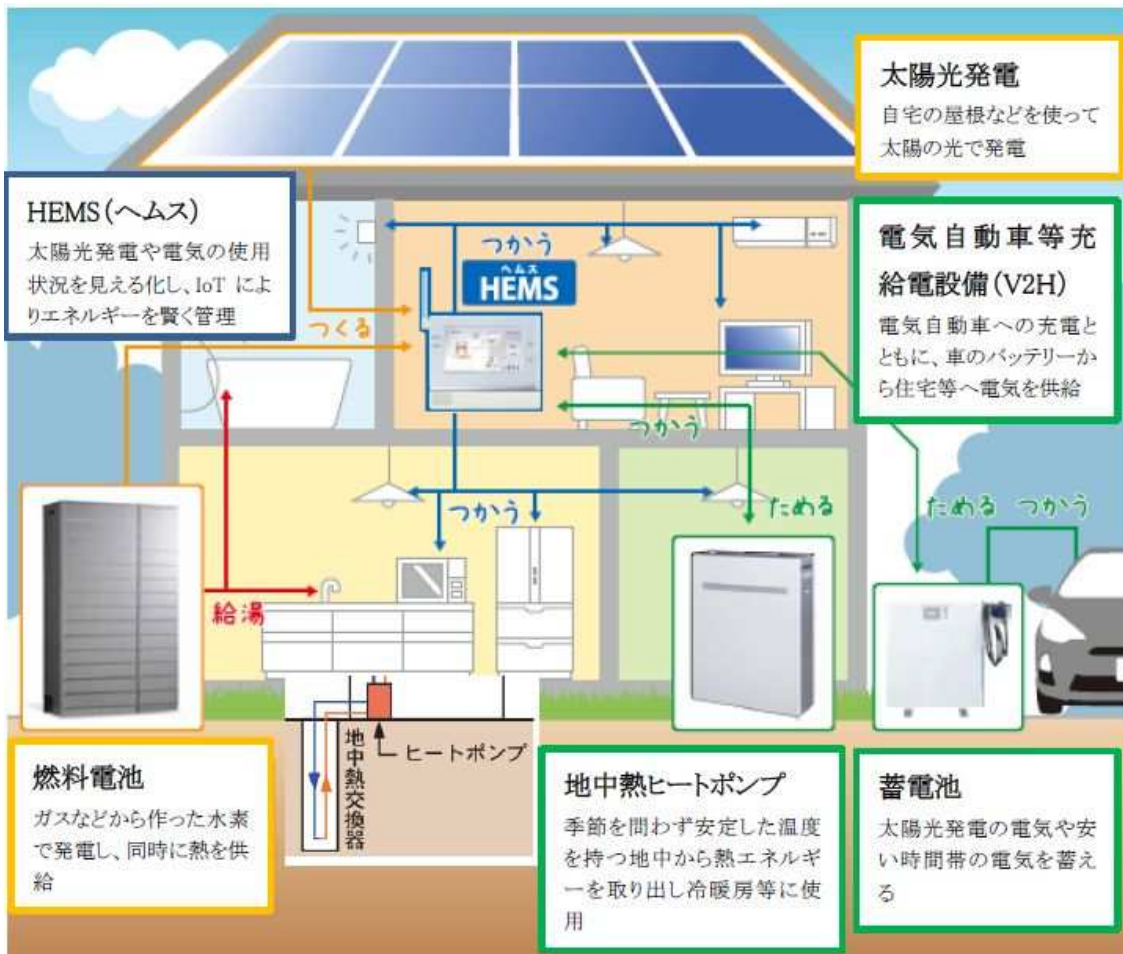 太陽光発電
自宅の屋根などを使って
太陽の光で発電
HEMS(ヘムス)
太陽光発電や電気の使用
状況を見える化し、IoT によ
りエネルギーを賢く管理
電気自動車等充
給電設備(V2H)
電気自動車への充電と
ともに、車のバッテリーか
ら住宅等へ電気を供給
つかう
ヘムス
HEMS
つくる
つかう
つかう
ためる
ためる つかう
給湯
地中熱交換器
ヒートポンプ
燃料電池
ガスなどから作った水素
で発電し、同時に熱を供
給
地中熱ヒートポンプ
季節を問わず安定した温度
を持つ地中から熱エネルギ
ーを取り出し冷暖房等に使
用
蓄電池
太陽光発電の電気や安
い時間帯の電気を蓄え
る